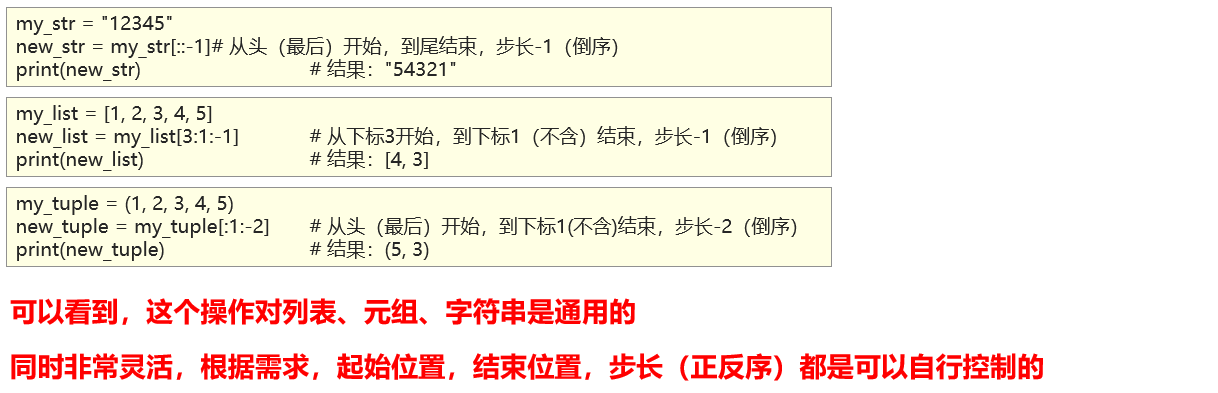 my_str = "12345"
new_str = my_str[::-1]# 从头（最后）开始，到尾结束，步长-1（倒序）
print(new_str) # 结果："54321"
my_list = [1, 2, 3, 4, 5]
new_list = my_list[3:1:-1] # 从下标3开始，到下标1（不含）结束，步长-1（倒序）
print(new_list) # 结果：[4, 3]
my_tuple = (1, 2, 3, 4, 5)
new_tuple = my_tuple[:1:-2] # 从头（最后）开始，到下标1(不含)结束，步长-2（倒序）
print(new_tuple) # 结果：(5, 3)
可以看到，这个操作对列表、元组、字符串是通用的
同时非常灵活，根据需求，起始位置，结束位置，步长（正反序）都是可以自行控制的